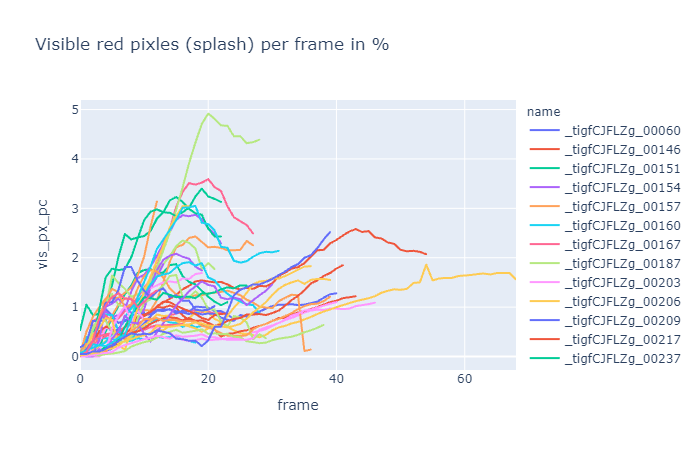 Visible red pixles (splash) per frame in %
name
_tigfCJFLZg_00060
_tigfCJFLZg_00146
_tigfCJFLZg_00151
_tigfCJFLZg_00154
_tigfCJFLZg_00157
_tigfCJFLZg_00160
_tigfCJFLZg_00167
_tigfCJFLZg_00187
_tigfCJFLZg_00203
_tigfCJFLZg_00206
_tigfCJFLZg_00209
_tigfCJFLZg_00217
_tigfCJFLZg_00237
vis_px_pc
5
4
3
2
1
0
0
20
40
60
frame